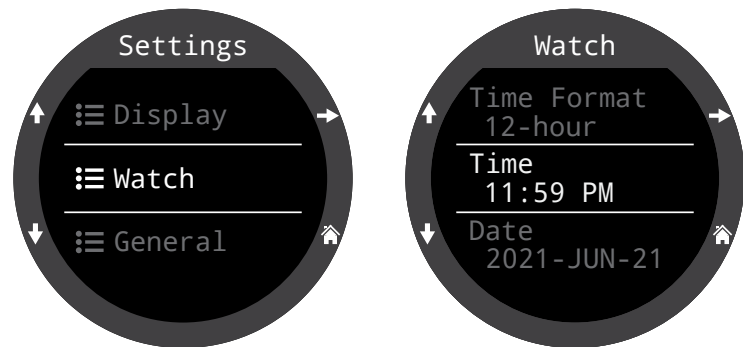 Settings
Display
Watch
General
Watch
Time Format
12-hour
Time
11:59 PM
Date
2021-JUN-21